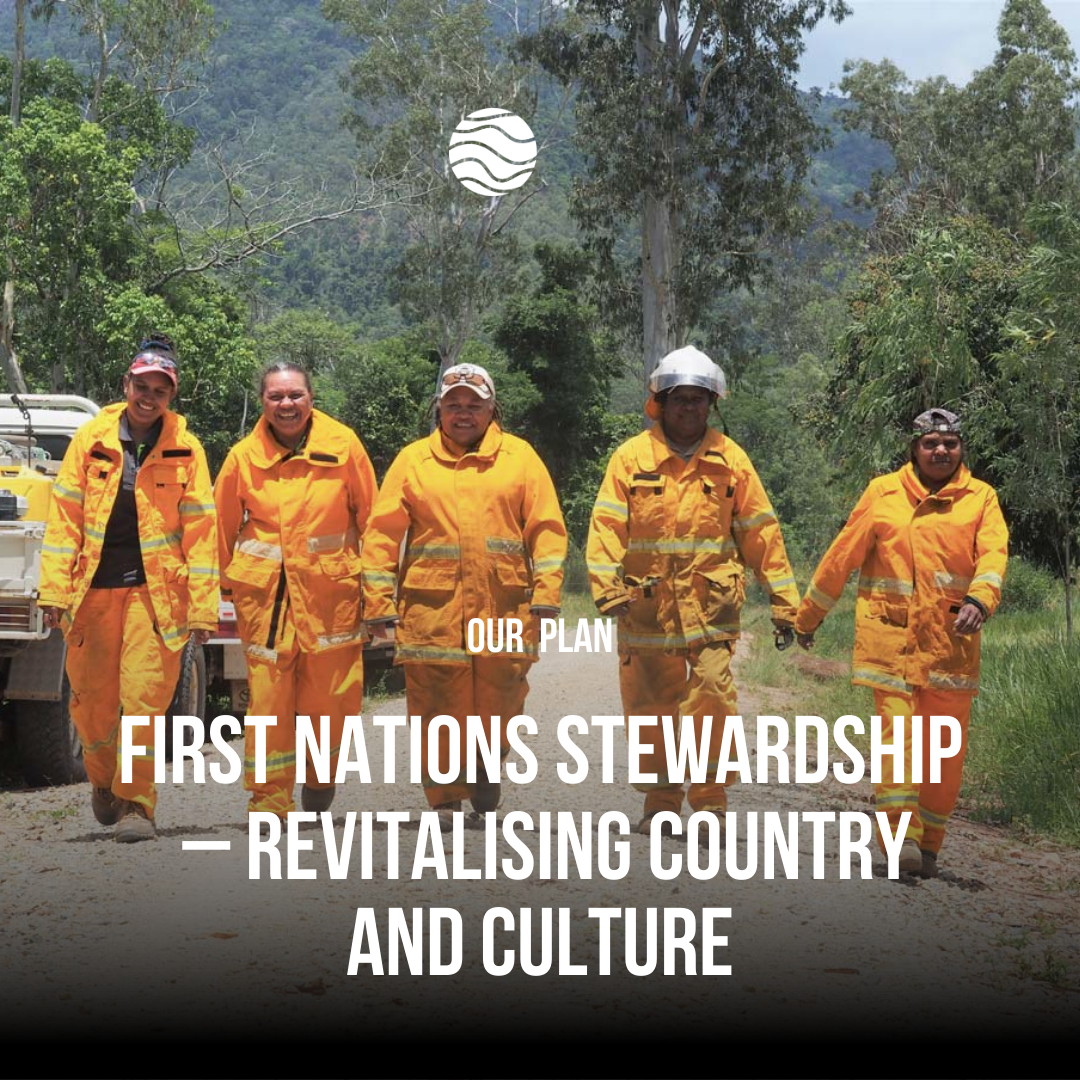 OUR PLAN
FIRST NATIONS STEWARDSHIP
– REVITALISING COUNTRY
AND CULTURE